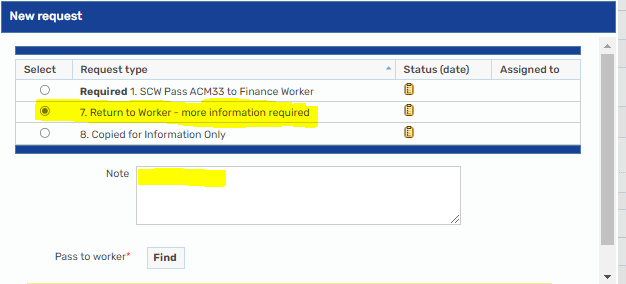 New request
Select Request type Status (date) Assigned to
Required 1. SCW Pass ACM33 to Finance Worker
7. Return to Worker - more information required
8. Copied for Information Only
Note
Pass to worker* Find